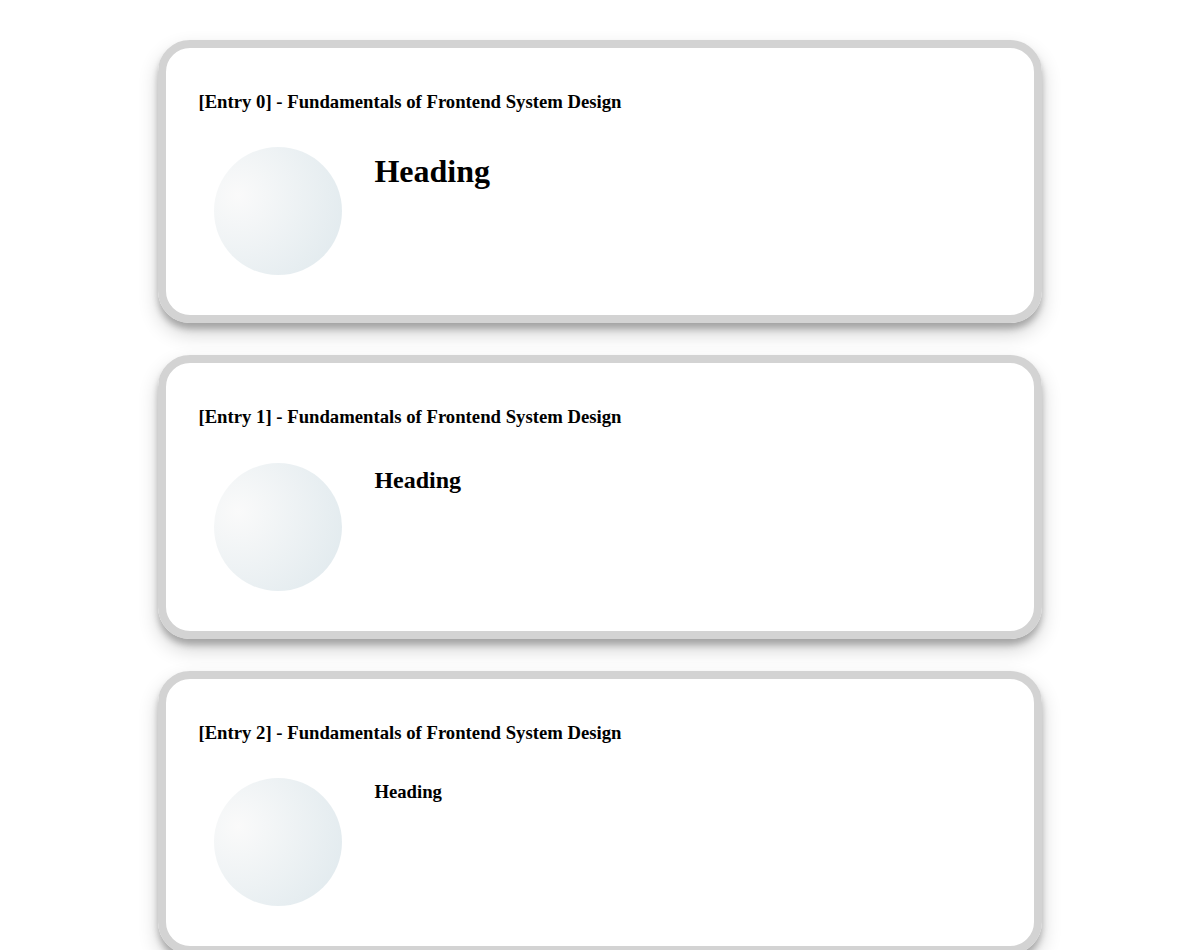 [Entry 0] - Fundamentals of Frontend System Design
Heading
[Entry 1] - Fundamentals of Frontend System Design
Heading
[Entry 2] - Fundamentals of Frontend System Design
Heading